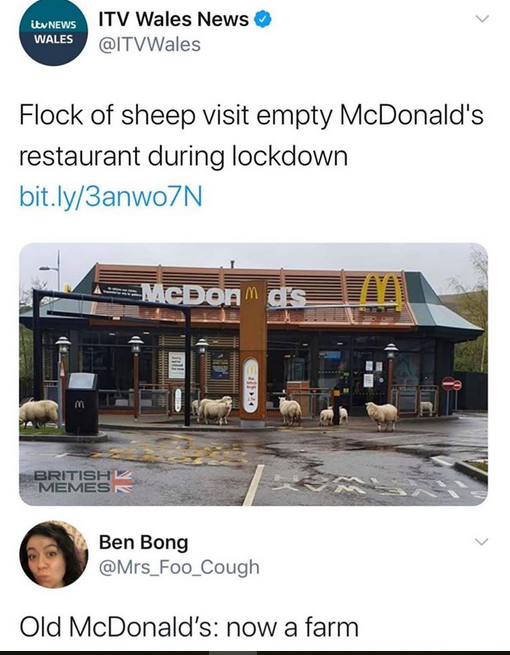 itv NEWS
WALES
ITV Wales News
@ITVWales
Flock of sheep visit empty McDonald's
restaurant during lockdown
bit.ly/3anwo7N
McDon m d's
BRITISH
MEMES
Ben Bong
@Mrs_Foo_Cough
Old McDonald's: now a farm